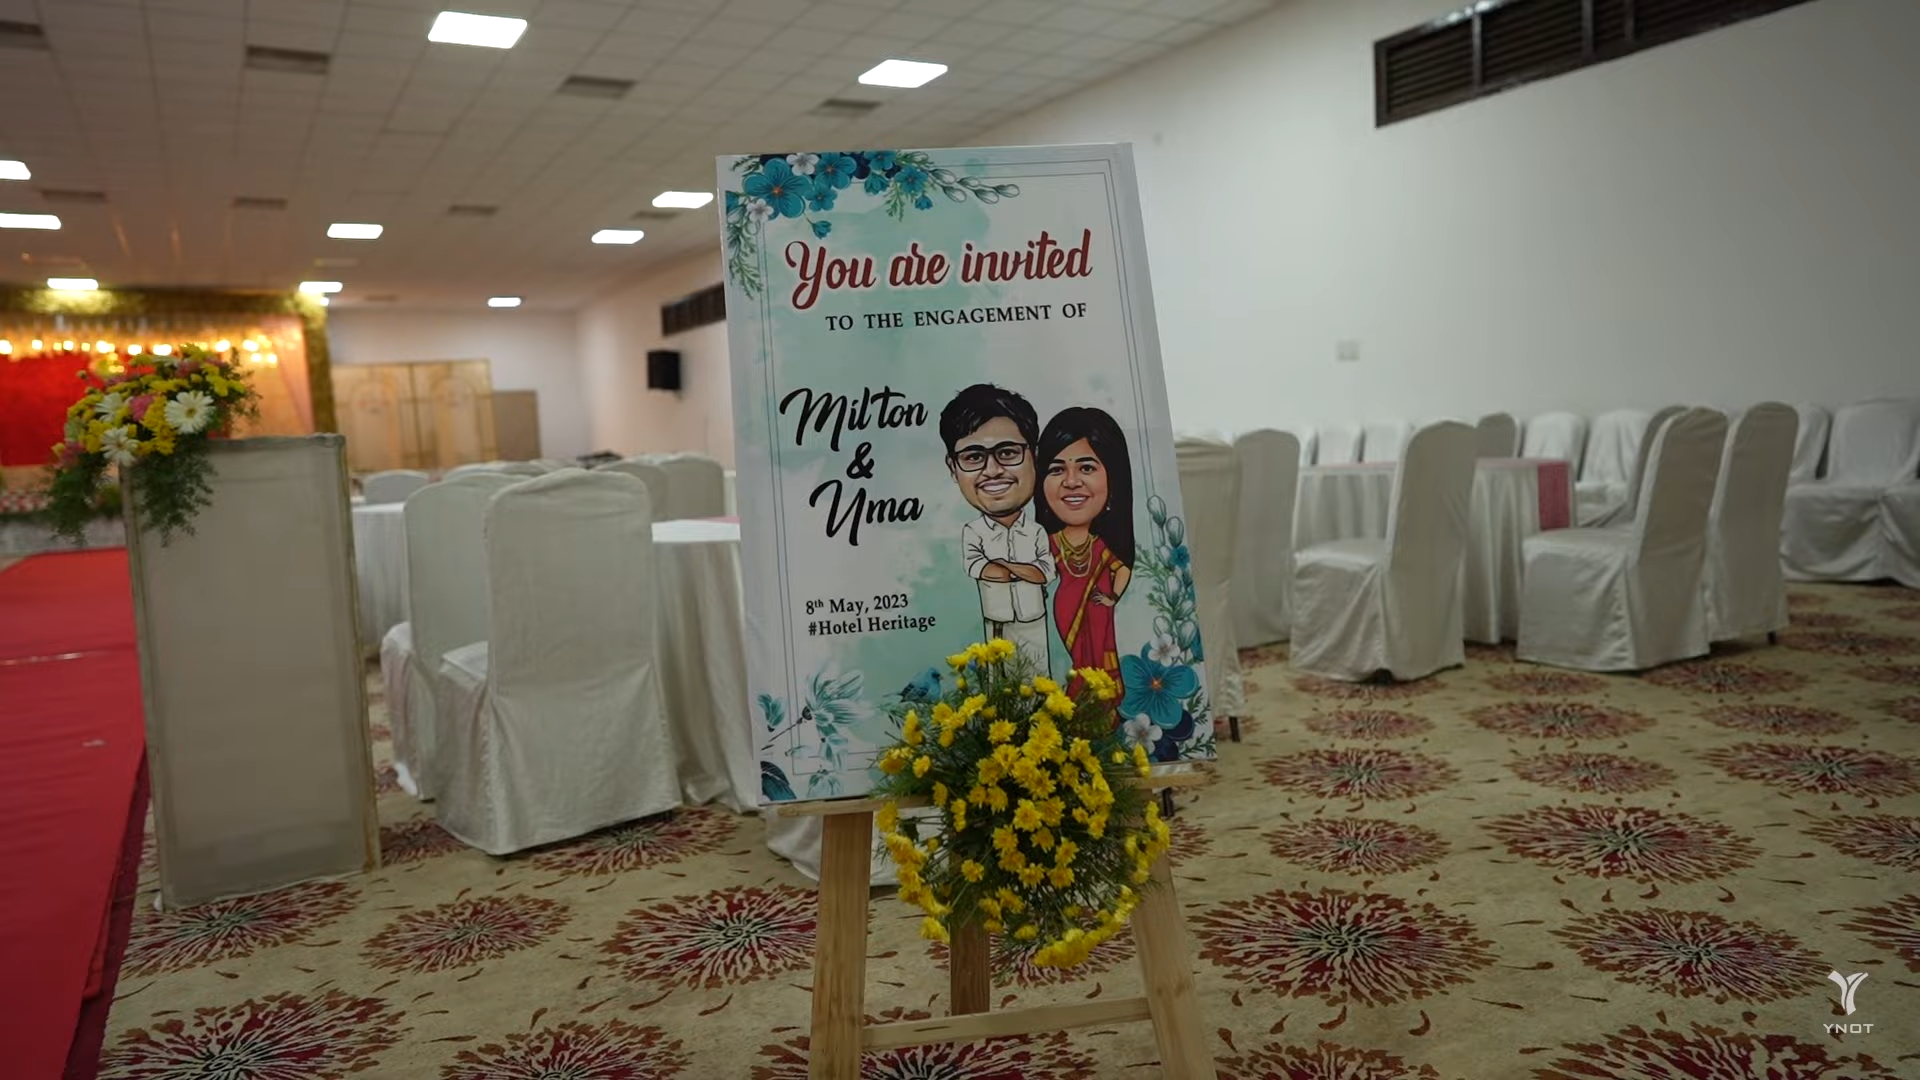 You are invited
TO THE ENGAGEMENT OF
Milton
&
Uma
8th May, 2023
#Hotel Heritage
YNOT